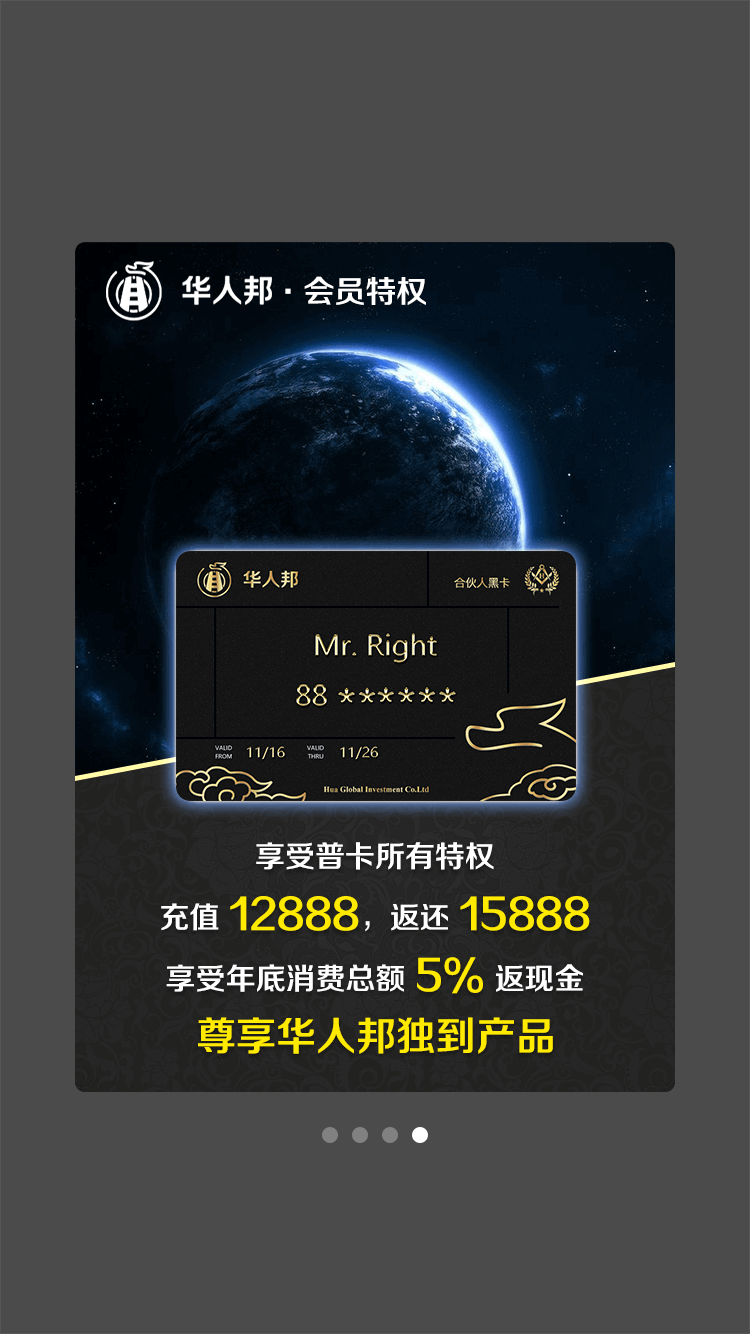 华人邦·会员特权
华人邦
合伙人黑卡
Mr. Right
88 ******
VALID FROM 11/16 VALID THRU 11/26
Hua Global Investment Co.Ltd
享受普卡所有特权
充值 12888，返还 15888
享受年底消费总额 5% 返现金
尊享华人邦独到产品